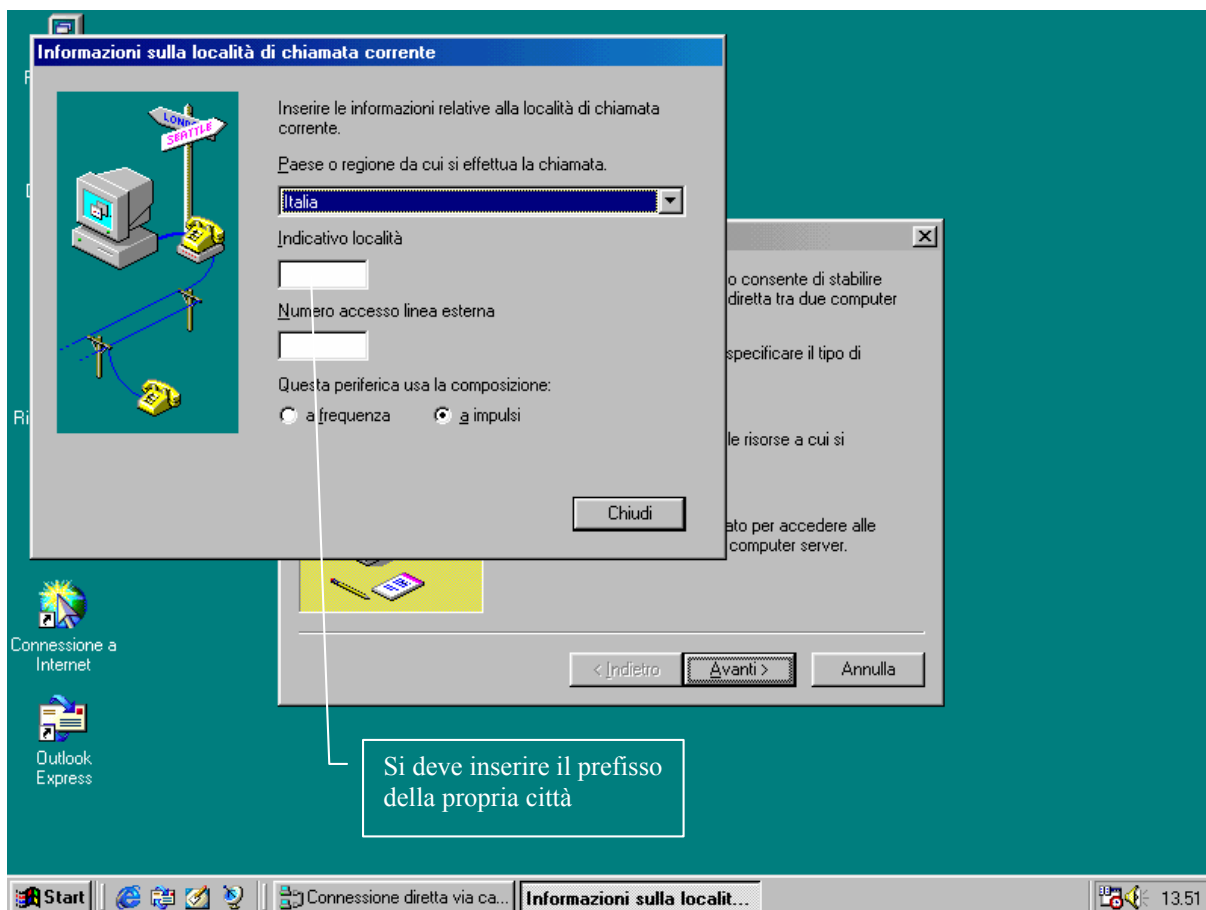 Informazioni sulla località di chiamata corrente
LOND
SEATTLE
Inserire le informazioni relative alla località di chiamata
corrente.
Paese o regione da cui si effettua la chiamata.
Italia
Indicativo località
Numero accesso linea esterna
Questa periferica usa la composizione:
a frequenza
a impulsi
Chiudi
o consente di stabilire
diretta tra due computer
specificare il tipo di
le risorse a cui si
ato per accedere alle
computer server.
< Indietro
Avanti >
Annulla
Ri
Connessione a
Internet
Outlook
Express
Si deve inserire il prefisso
della propria città
Start
Connessione diretta via ca...
Informazioni sulla localit...
13.51